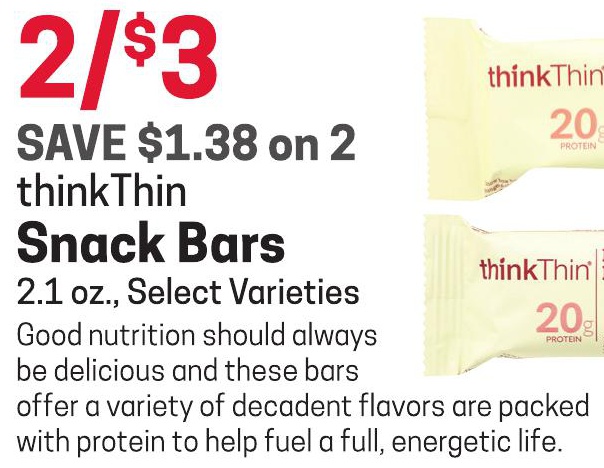 2/$3
SAVE $1.38 on 2
thinkThin
Snack Bars
2.1 oz., Select Varieties
Good nutrition should always
be delicious and these bars
offer a variety of decadent flavors are packed
with protein to help fuel a full, energetic life.
thinkThin
20g
PROTEIN
thinkThin
20g
PROTEIN